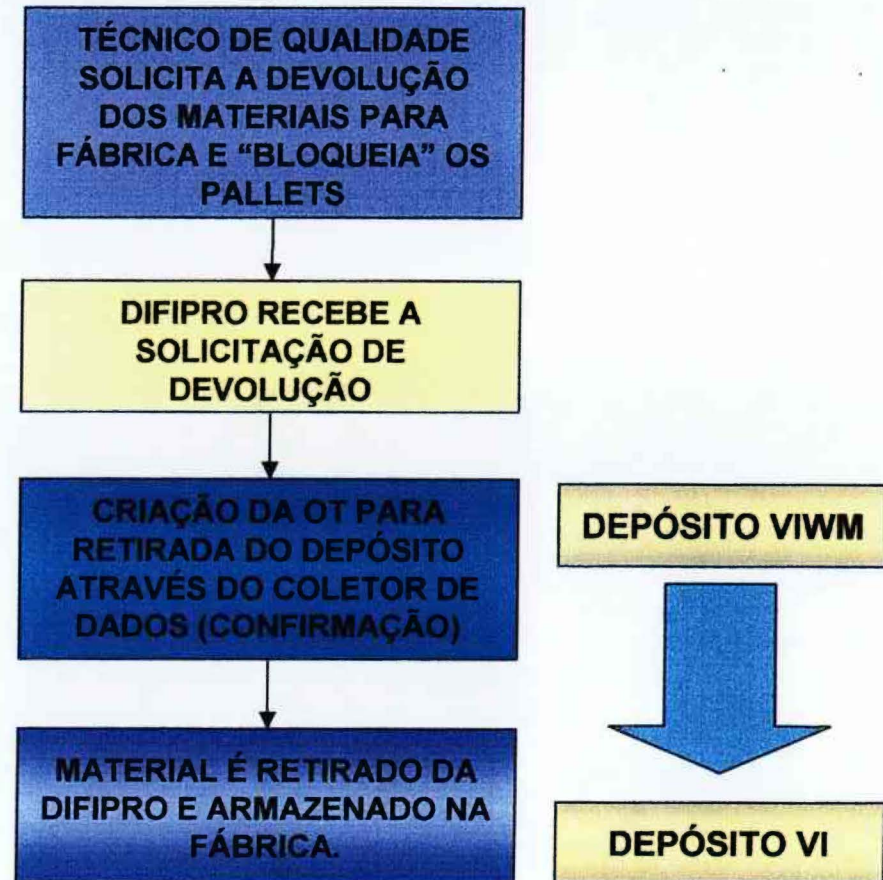 TÉCNICO DE QUALIDADE
SOLICITA A DEVOLUÇÃO
DOS MATERIAIS PARA
FÁBRICA E “BLOQUEIA” OS
PALLETS
DIFIPRO RECEBE A
SOLICITAÇÃO DE
DEVOLUÇÃO
CRIAÇÃO DA OT PARA
RETIRADA DO DEPÓSITO
ATRAVÉS DO COLETOR DE
DADOS (CONFIRMAÇÃO)
DEPÓSITO VIWM
MATERIAL É RETIRADO DA
DIFIPRO E ARMAZENADO NA
FÁBRICA.
DEPÓSITO VI